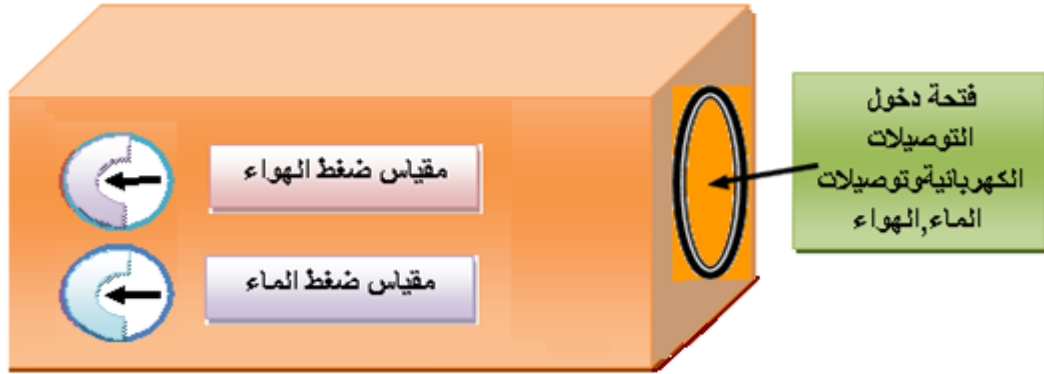 فتحة دخول
التوصيلات
الكهربائيةوتوصيلات
الماء,الهواء
مقياس ضغط الهواء
مقياس ضغط الماء